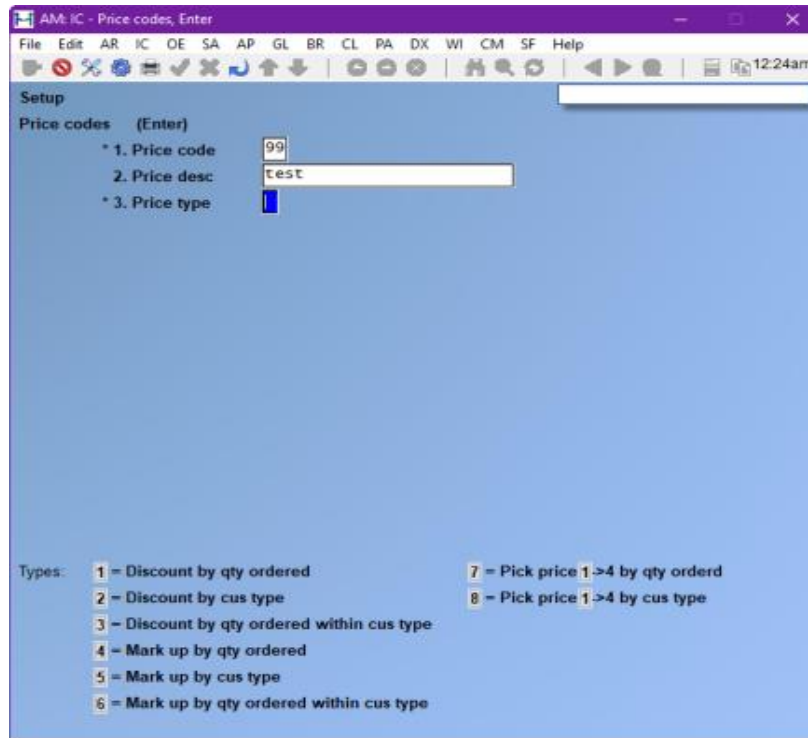 AM: IC - Price codes, Enter
File Edit AR IC OE SA AP GL BR CL PA DX WI CM SF Help
12:24am
Setup
Price codes (Enter)
* 1. Price code 99
2. Price desc test
* 3. Price type
Types: 1 = Discount by qty ordered 7 = Pick price 1->4 by qty orderd
2 = Discount by cus type 8 = Pick price 1->4 by cus type
3 = Discount by qty ordered within cus type
4 = Mark up by qty ordered
5 = Mark up by cus type
6 = Mark up by qty ordered within cus type